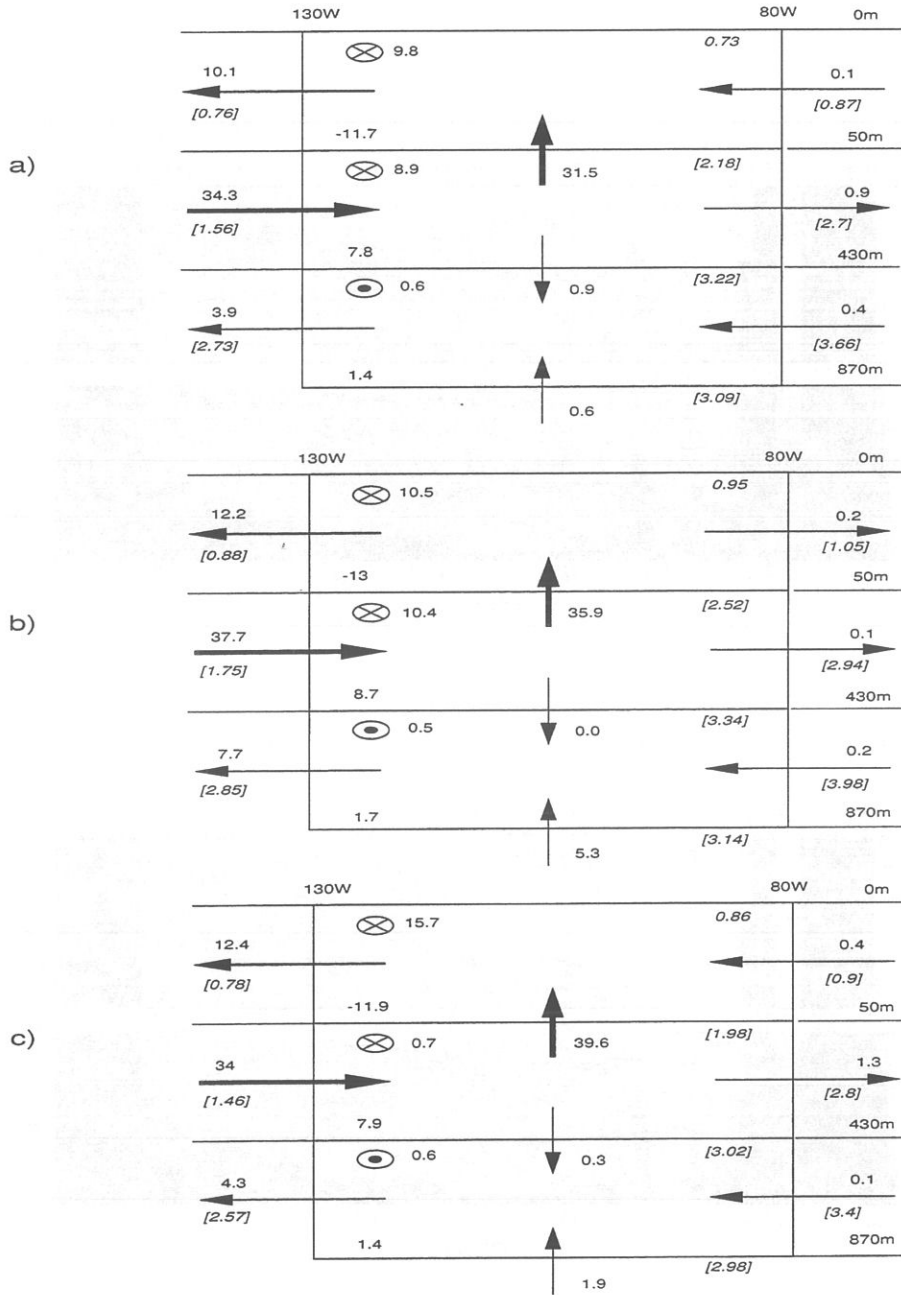 130W 80W 0m
9.8 0.73
10.1 0.1
[0.76] [0.87]
-11.7 50m
a)
8.9 31.5 [2.18]
34.3 0.9
[1.56] [2.7]
7.8 430m
0.6 0.9 [3.22]
3.9 0.4
[2.73] [3.66]
1.4 870m
0.6 [3.09]
130W 80W 0m
10.5 0.95
12.2 0.2
[0.88] [1.05]
-13 50m
b)
10.4 35.9 [2.52]
37.7 0.1
[1.75] [2.94]
8.7 430m
0.5 0.0 [3.34]
7.7 0.2
[2.85] [3.98]
1.7 870m
5.3 [3.14]
130W 80W 0m
15.7 0.86
12.4 0.4
[0.78] [0.9]
-11.9 50m
c)
0.7 39.6 [1.98]
34 1.3
[1.46] [2.8]
7.9 430m
0.6 0.3 [3.02]
4.3 0.1
[2.57] [3.4]
1.4 870m
1.9 [2.98]